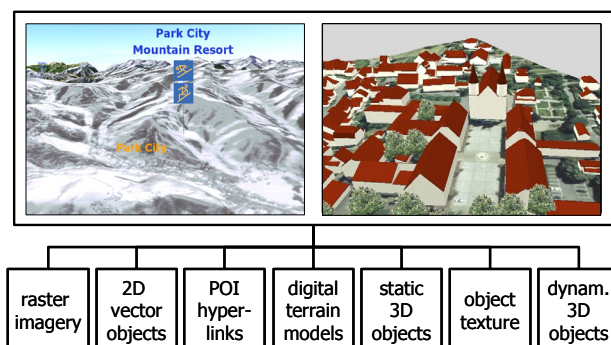 Park City
Mountain Resort
Park City
raster
imagery
2D
vector
objects
POI
hyper-
links
digital
terrain
models
static
3D
objects
object
texture
dynam.
3D
objects